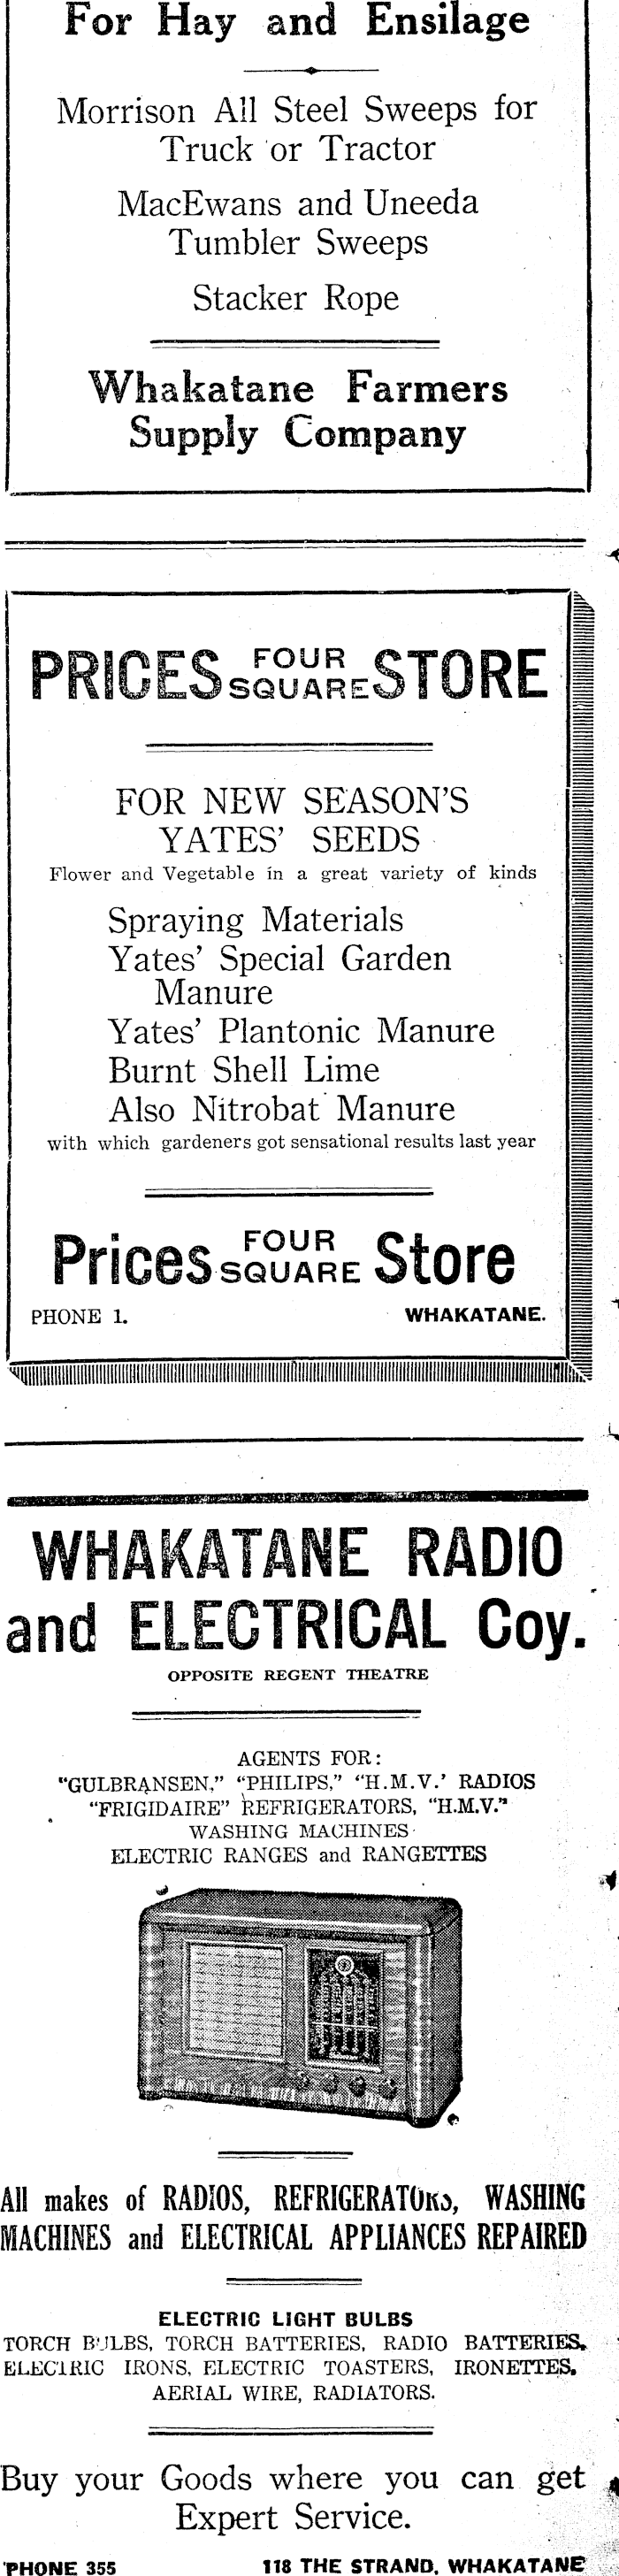 For Hay and Ensilage
Morrison All Steel Sweeps for
Truck or Tractor
MacEwans and Uneeda
Tumbler Sweeps
Stacker Rope
Whakatane Farmers
Supply Company
PRICES FOUR SQUARE STORE
FOR NEW SEASON'S
YATES' SEEDS
Flower and Vegetable in a great variety of kinds
Spraying Materials
Yates' Special Garden
Manure
Yates' Plantonic Manure
Burnt Shell Lime
Also Nitrobat Manure
with which gardeners got sensational results last year
Prices FOUR SQUARE Store
PHONE 1. WHAKATANE.
WHAKATANE RADIO
and ELECTRICAL Coy.
OPPOSITE REGENT THEATRE
AGENTS FOR:
"GULBRANSEN," "PHILIPS," "H.M.V.' RADIOS
"FRIGIDAIRE" REFRIGERATORS, "H.M.V."
WASHING MACHINES
ELECTRIC RANGES and RANGETTES
All makes of RADIOS, REFRIGERATORS, WASHING
MACHINES and ELECTRICAL APPLIANCES REPAIRED
ELECTRIC LIGHT BULBS
TORCH BULBS, TORCH BATTERIES, RADIO BATTERIES,
ELECTRIC IRONS, ELECTRIC TOASTERS, IRONETTES,
AERIAL WIRE, RADIATORS.
Buy your Goods where you can get
Expert Service.
'PHONE 355 118 THE STRAND, WHAKATANE